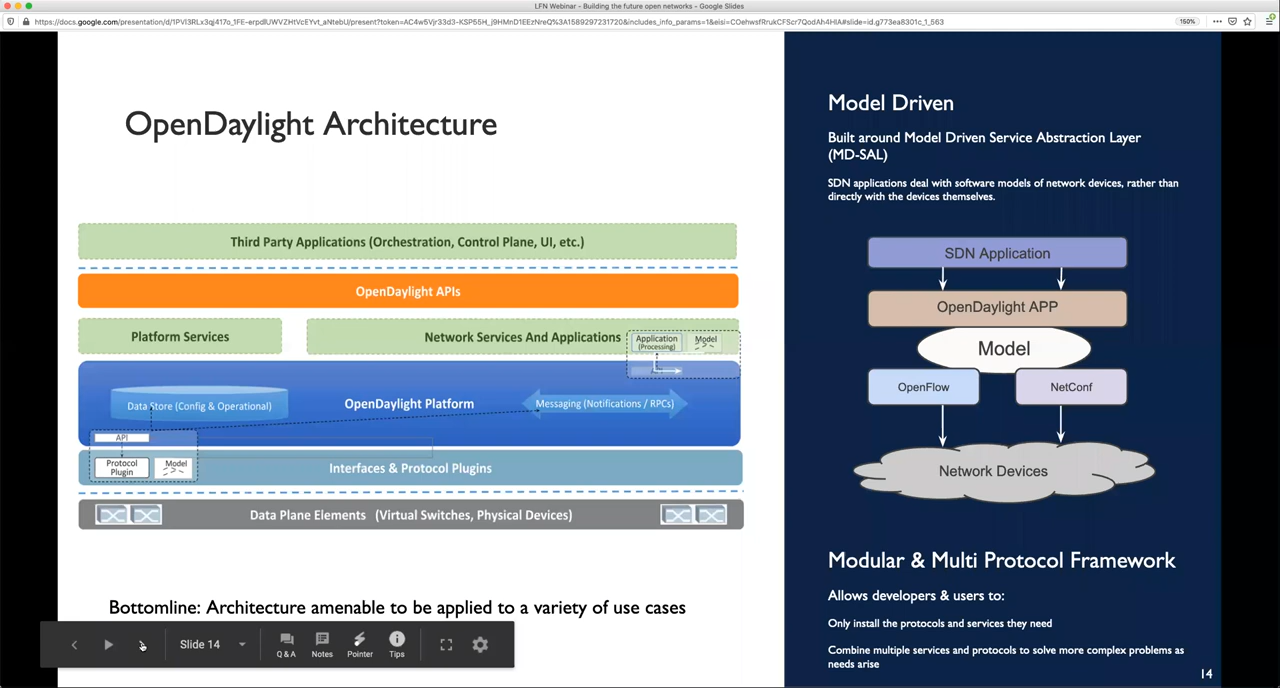 LFN Webinar - Building the future open networks - Google Slides
150%
OpenDaylight Architecture
Third Party Applications (Orchestration, Control Plane, UI, etc.)
OpenDaylight APIs
Platform Services
Network Services And Applications
Application
(Processing)
Model
Data Store (Config & Operational)
OpenDaylight Platform
Messaging (Notifications / RPCs)
API
Protocol
Plugin
Model
Interfaces & Protocol Plugins
Data Plane Elements (Virtual Switches, Physical Devices)
Bottomline: Architecture amenable to be applied to a variety of use cases
Slide 14
Q & A
Notes
Pointer
Tips
Model Driven
Built around Model Driven Service Abstraction Layer
(MD-SAL)
SDN applications deal with software models of network devices, rather than
directly with the devices themselves.
SDN Application
OpenDaylight APP
Model
OpenFlow
NetConf
Network Devices
Modular & Multi Protocol Framework
Allows developers & users to:
Only install the protocols and services they need
Combine multiple services and protocols to solve more complex problems as
needs arise
14